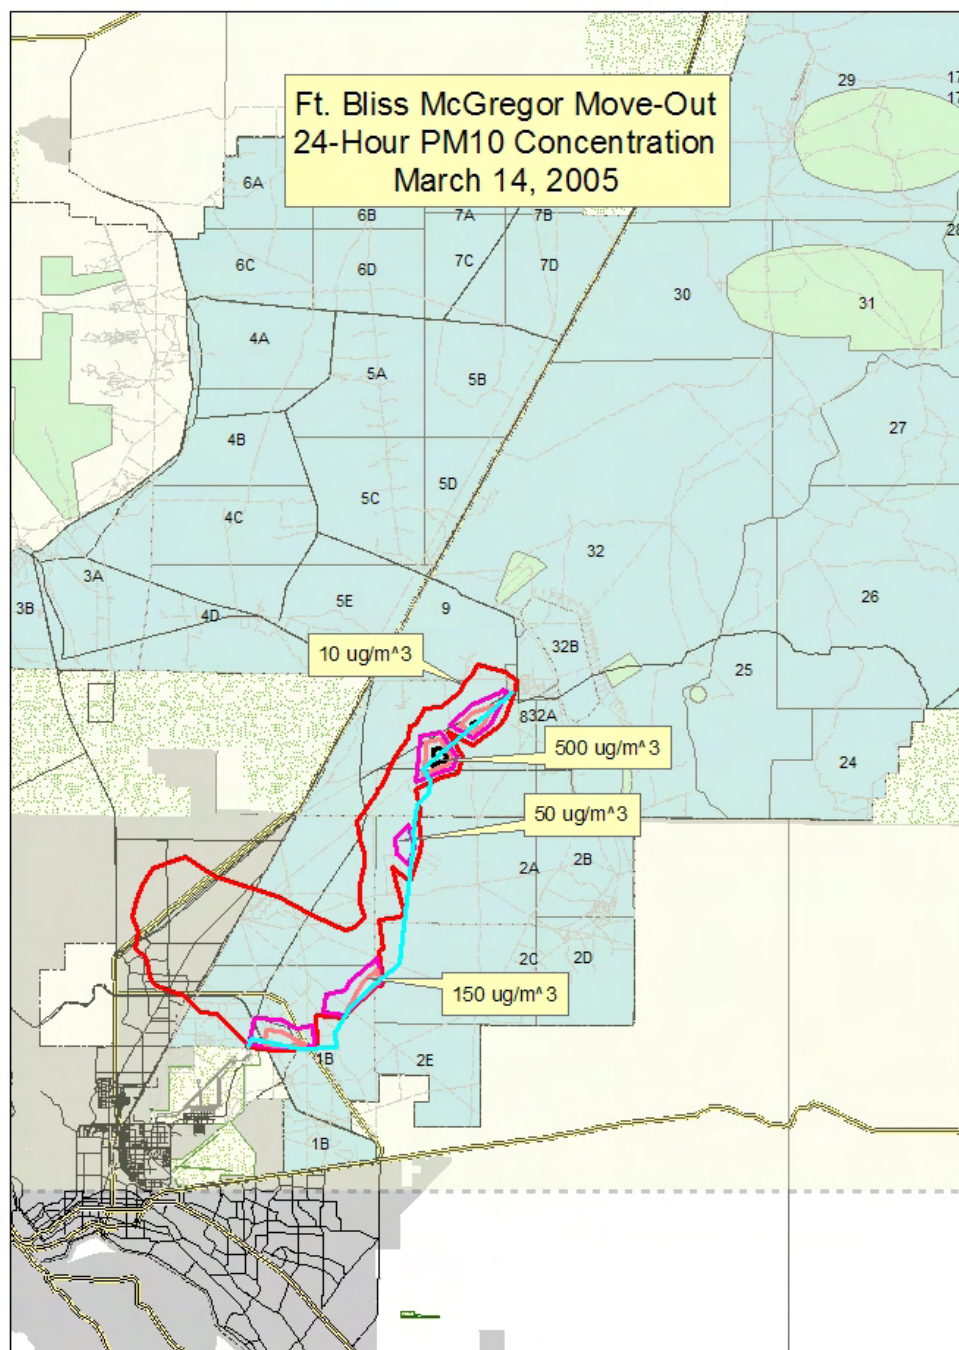 Ft. Bliss McGregor Move-Out
24-Hour PM10 Concentration
March 14, 2005
29
17
17
6A
6B
7A
7B
28
6C
6D
7C
7D
30
31
4A
5A
5B
4B
27
5C
5D
4C
32
3A
26
3B
4D
5E
9
32B
10 ug/m^3
25
832A
500 ug/m^3
24
50 ug/m^3
2A
2B
2C
2D
150 ug/m^3
1B
2E
1B